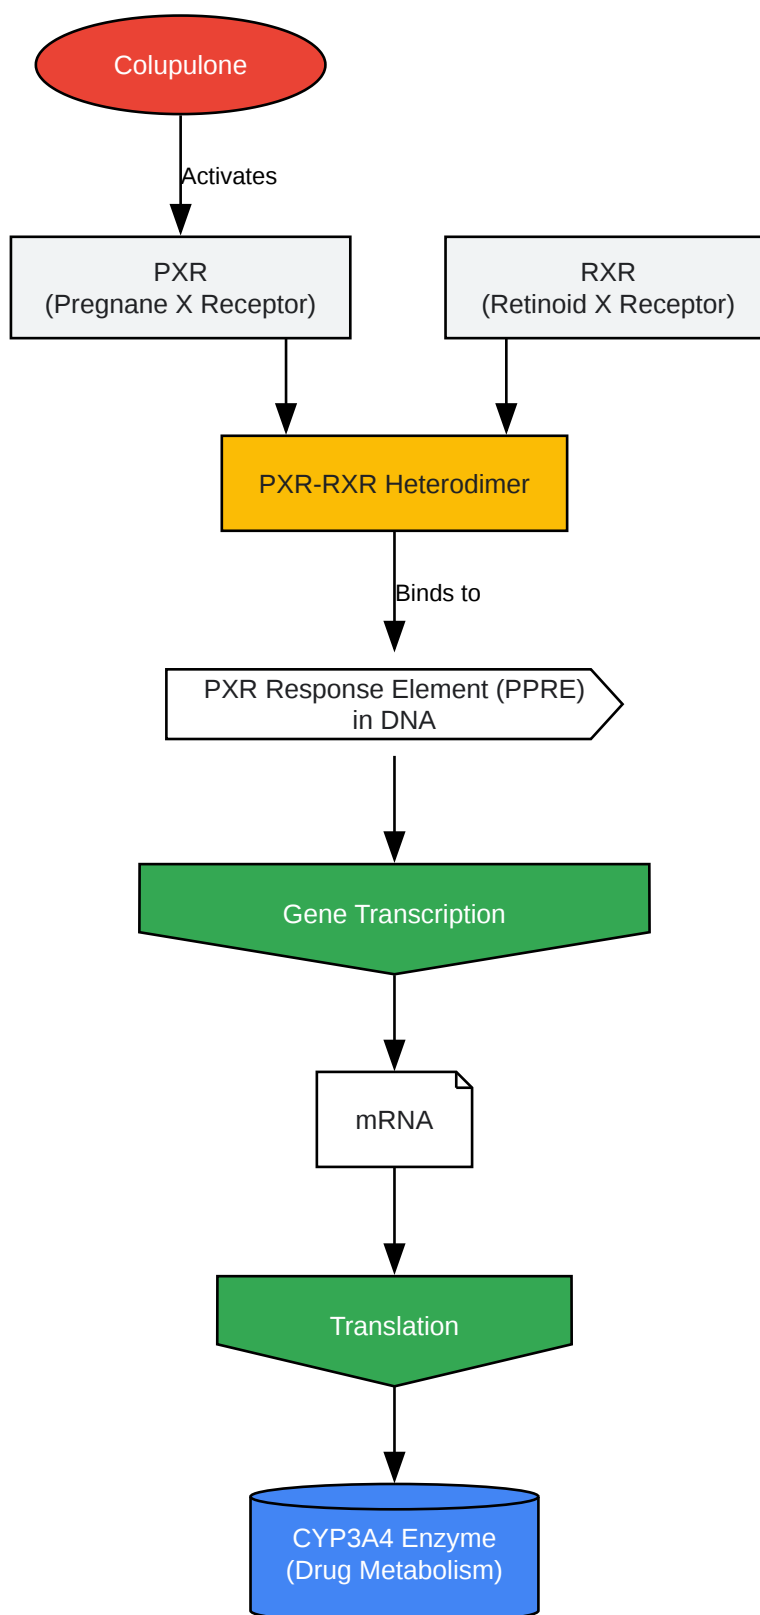 Colupulone
Activates
PXR
(Pregnane X Receptor)
RXR
(Retinoid X Receptor)
PXR-RXR Heterodimer
Binds to
PXR Response Element (PPRE)
in DNA
Gene Transcription
mRNA
Translation
CYP3A4 Enzyme
(Drug Metabolism)